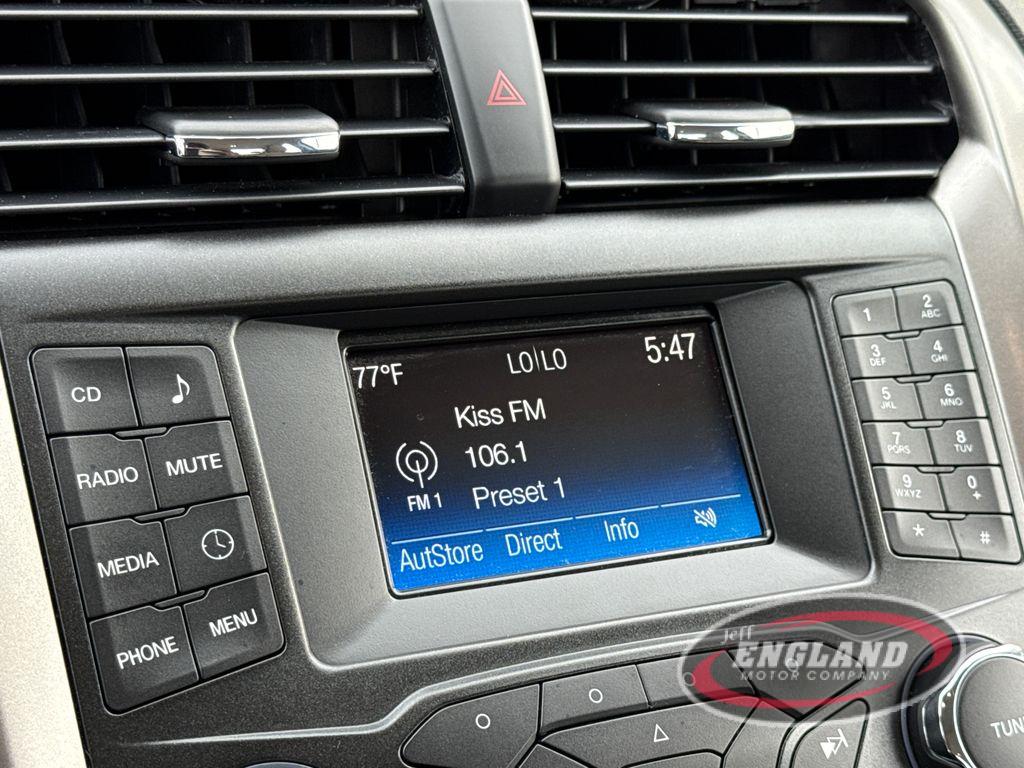 77°F
LO|LO
5:47
Kiss FM
106.1
FM 1
Preset 1
AutStore Direct Info
CD
RADIO MUTE
MEDIA
PHONE MENU
1 2 ABC
3 DEF 4 GHI
5 JKL 6 MNO
7 PQRS 8 TUV
9 WXYZ 0 +
* #
jeff
ENGLAND
MOTOR COMPANY
TUN